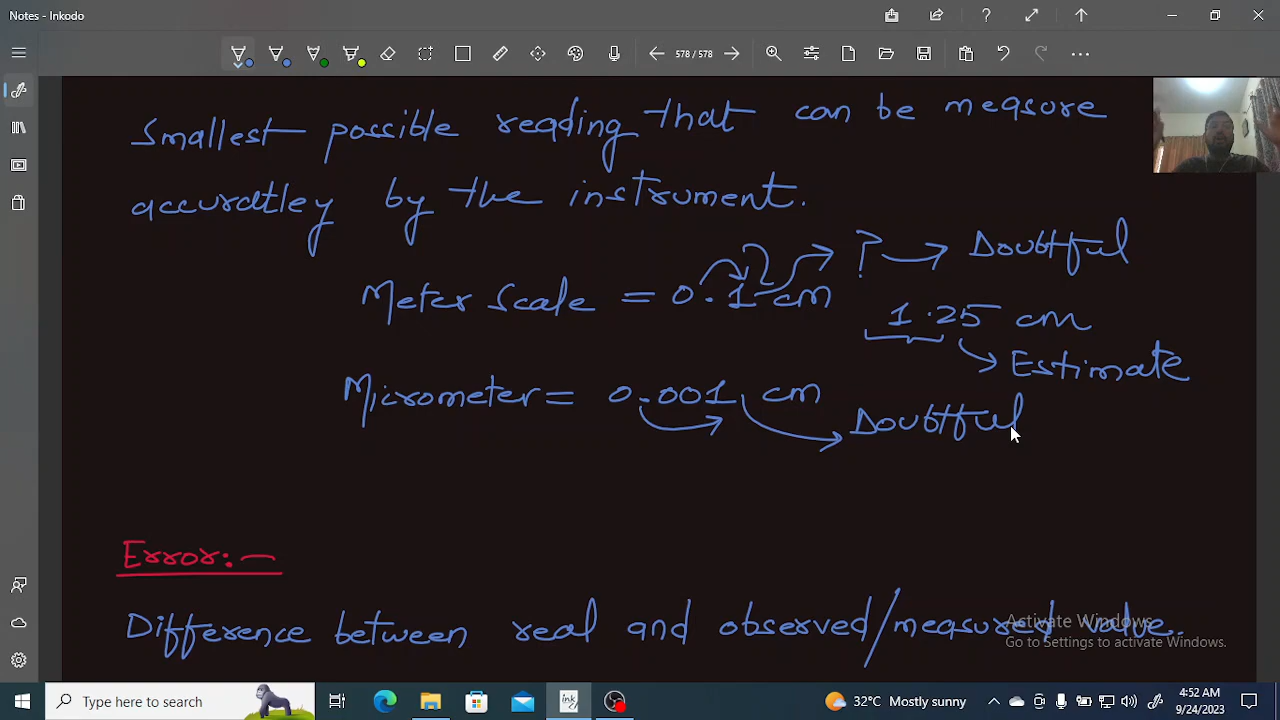 Notes - Inkodo
578 / 578
Smallest possible reading that can be measure
accuratley by the instrument.
Meter Scale = 0.1 cm ? Doubtful
1.25 cm
Estimate
Micrometer = 0.001 cm Doubtful
Error:-
Difference between real and observed/measured value.
Activate Windows
Go to Settings to activate Windows.
Type here to search
32°C Mostly sunny
4:52 AM
9/24/2023